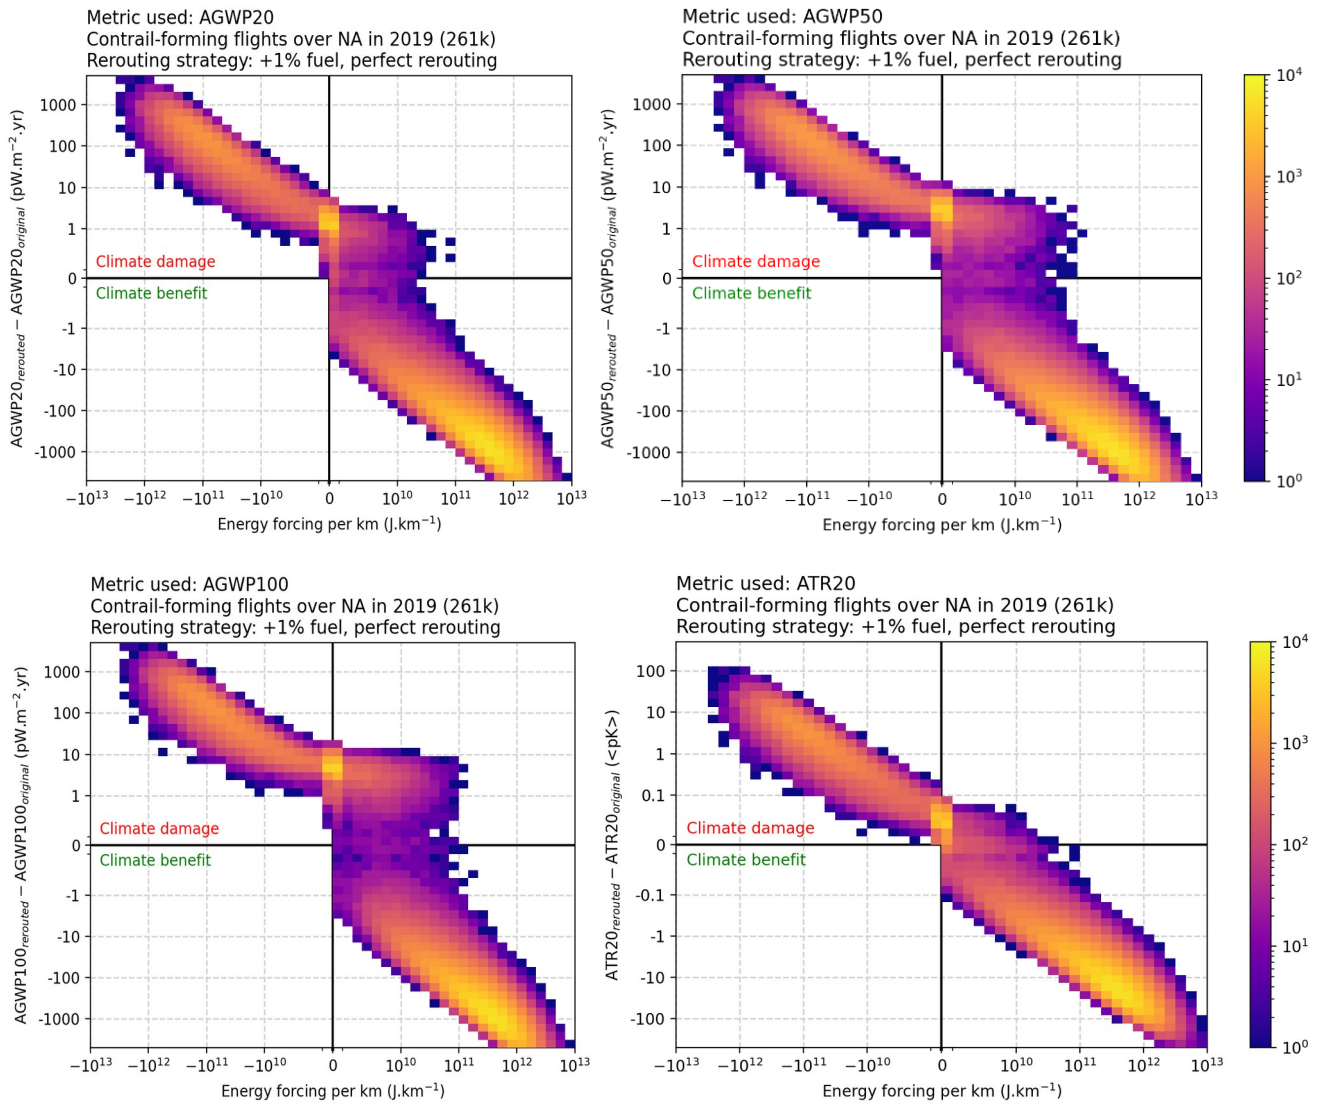 Metric used: AGWP20
Contrail-forming flights over NA in 2019 (261k)
Rerouting strategy: +1% fuel, perfect rerouting
AGWP20rerouted − AGWP20original (pW.m−2.yr)
1000
100
10
1
0
-1
-10
-100
-1000
Climate damage
Climate benefit
−10^13
−10^12
−10^11
−10^10
0
10^10
10^11
10^12
10^13
Energy forcing per km (J.km−1)
Metric used: AGWP50
Contrail-forming flights over NA in 2019 (261k)
Rerouting strategy: +1% fuel, perfect rerouting
AGWP50rerouted − AGWP50original (pW.m−2.yr)
1000
100
10
1
0
-1
-10
-100
-1000
Climate damage
Climate benefit
−10^13
−10^12
−10^11
−10^10
0
10^10
10^11
10^12
10^13
Energy forcing per km (J.km−1)
10^4
10^3
10^2
10^1
10^0
Metric used: AGWP100
Contrail-forming flights over NA in 2019 (261k)
Rerouting strategy: +1% fuel, perfect rerouting
AGWP100rerouted − AGWP100original (pW.m−2.yr)
1000
100
10
1
0
-1
-10
-100
-1000
Climate damage
Climate benefit
−10^13
−10^12
−10^11
−10^10
0
10^10
10^11
10^12
10^13
Energy forcing per km (J.km−1)
Metric used: ATR20
Contrail-forming flights over NA in 2019 (261k)
Rerouting strategy: +1% fuel, perfect rerouting
ATR20rerouted − ATR20original (<pK>)
100
10
1
0.1
0
-0.1
-1
-10
-100
Climate damage
Climate benefit
−10^13
−10^12
−10^11
−10^10
0
10^10
10^11
10^12
10^13
Energy forcing per km (J.km−1)
10^4
10^3
10^2
10^1
10^0